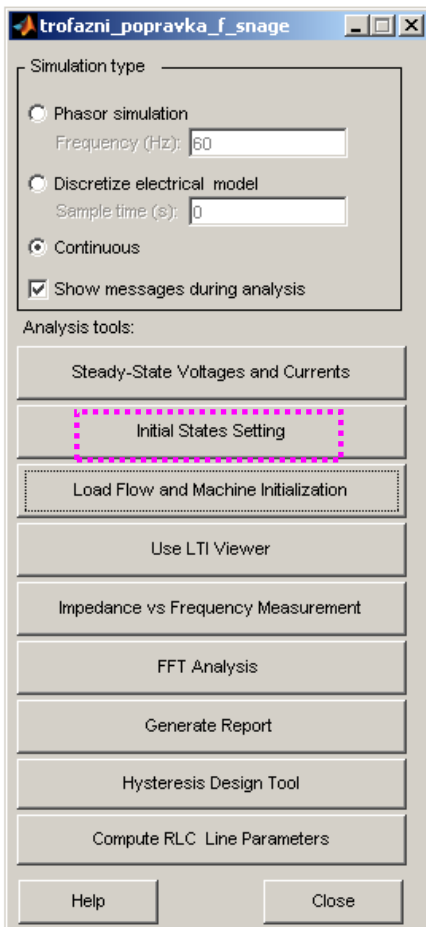 trofazni_popravka_f_snage
Simulation type
Phasor simulation
Frequency (Hz): 60
Discretize electrical model
Sample time (s): 0
Continuous
Show messages during analysis
Analysis tools:
Steady-State Voltages and Currents
Initial States Setting
Load Flow and Machine Initialization
Use LTI Viewer
Impedance vs Frequency Measurement
FFT Analysis
Generate Report
Hysteresis Design Tool
Compute RLC Line Parameters
Help Close